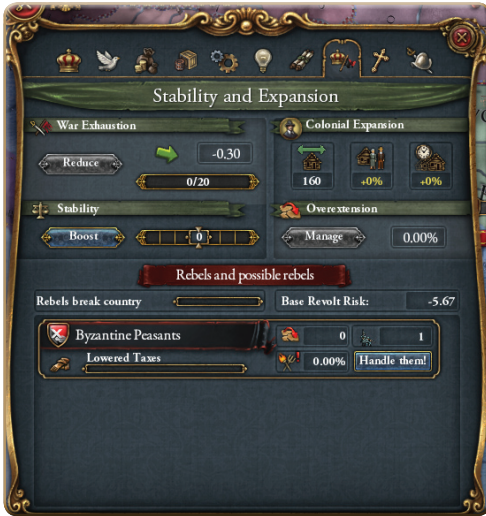 Stability and Expansion
War Exhaustion
Reduce
-0.30
0/20
Colonial Expansion
160
+0%
+0%
Stability
Boost
0
Overextension
Manage
0.00%
Rebels and possible rebels
Rebels break country
Base Revolt Risk:
-5.67
Byzantine Peasants
0
1
Lowered Taxes
0.00%
Handle them!